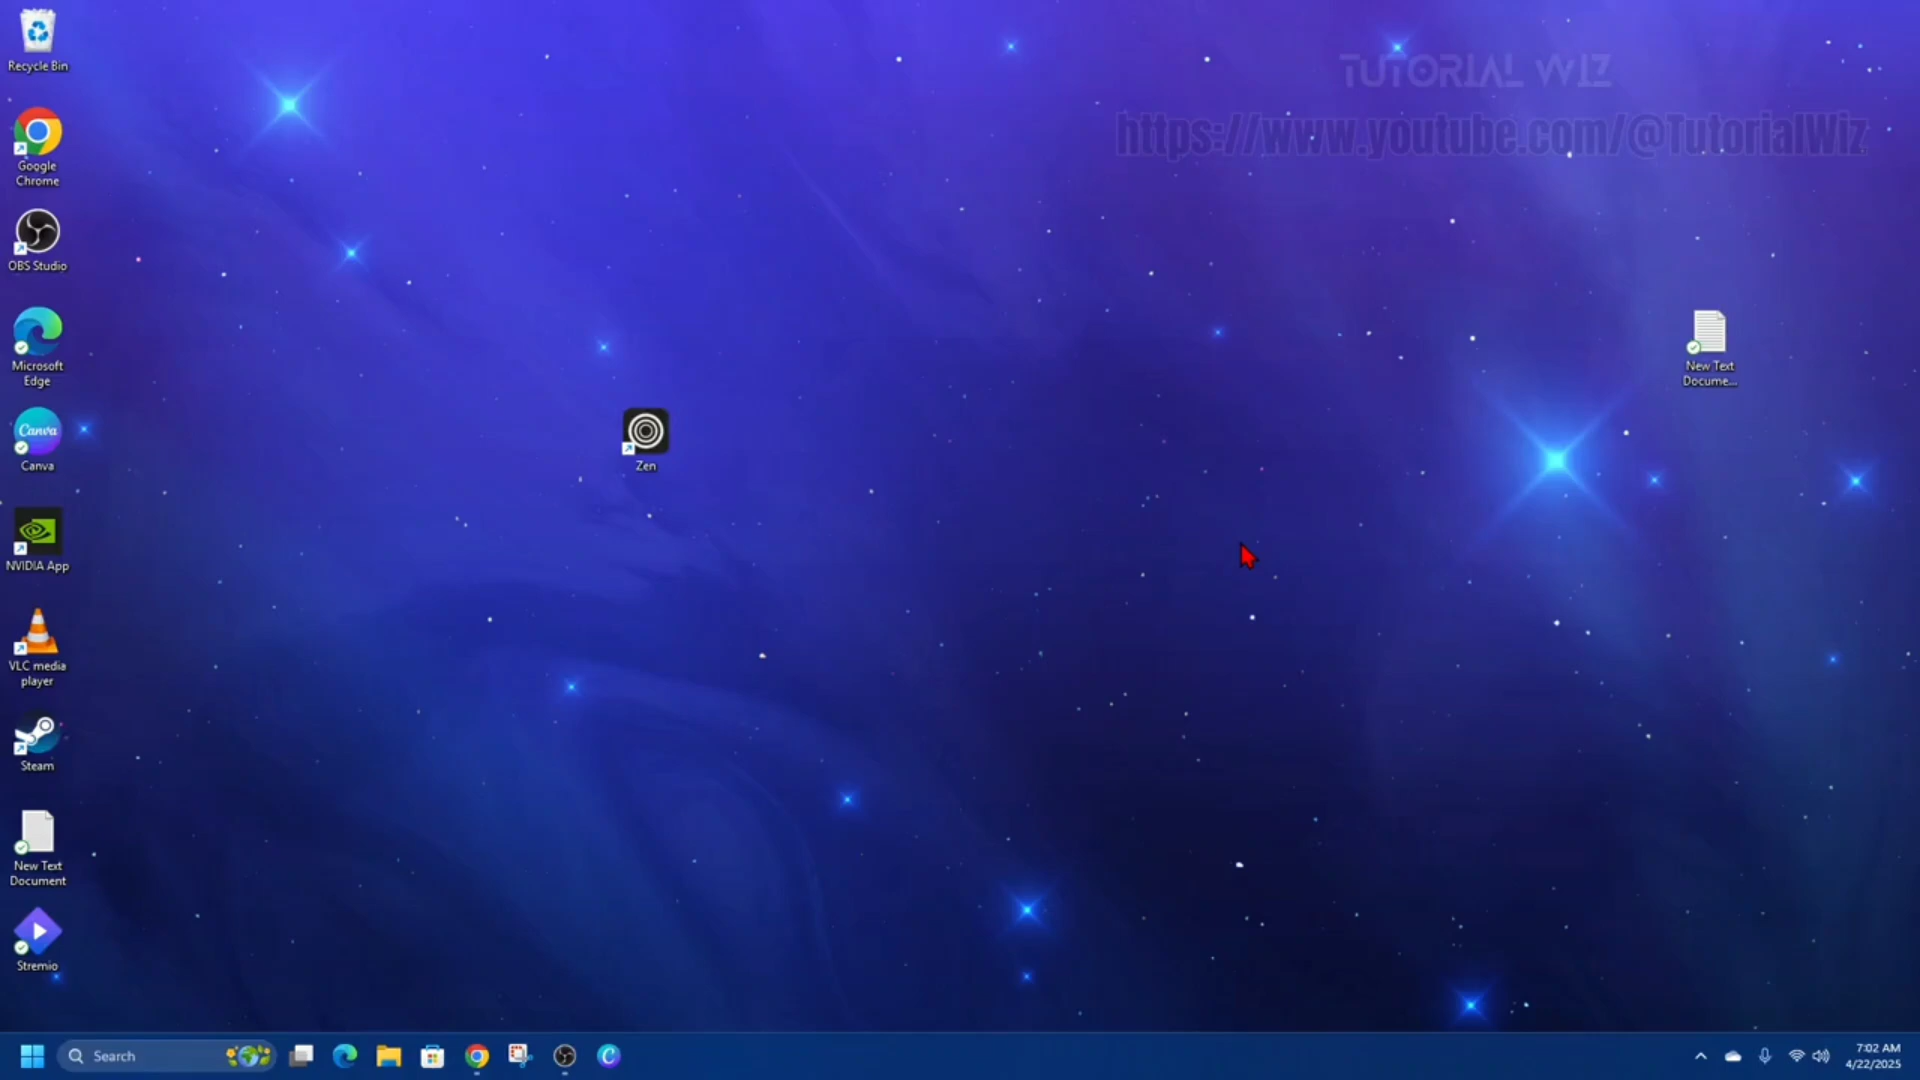 Recycle Bin
Google
Chrome
OBS Studio
Microsoft
Edge
Canva
Canva
NVIDIA App
VLC media
player
Steam
New Text
Document
Stremio
Zen
TUTORIAL WIZ
https://www.youtube.com/@TutorialWiz
New Text
Docume...
Search
7:02 AM
4/22/2025